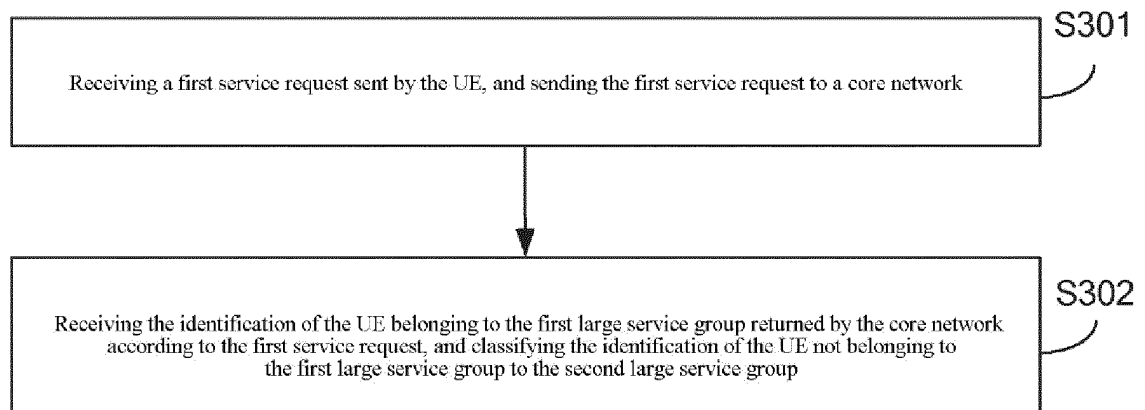 S301
Receiving a first service request sent by the UE, and sending the first service request to a core network
S302
Receiving the identification of the UE belonging to the first large service group returned by the core network
according to the first service request, and classifying the identification of the UE not belonging to
the first large service group to the second large service group